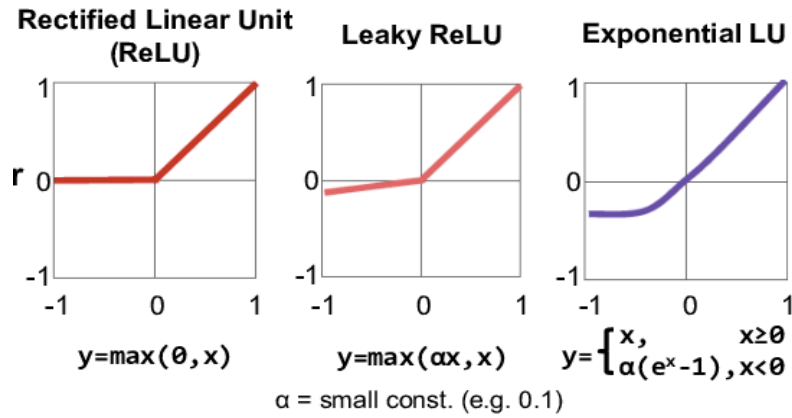 Rectified Linear Unit
(ReLU)
Leaky ReLU
Exponential LU
1
r 0
-1
-1 0 1
1
0
-1
-1 0 1
1
0
-1
-1 0 1
y=max(0,x)
y=max(αx,x)
y={x, x≥0
α(eˣ-1),x<0
α = small const. (e.g. 0.1)